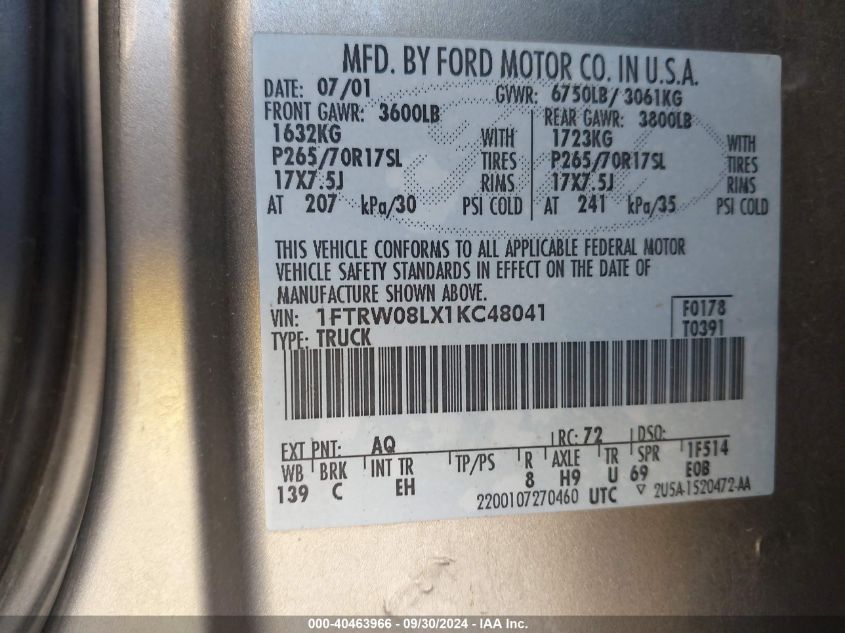 MFD. BY FORD MOTOR CO. IN U.S.A.
DATE: 07/01 GVWR: 6750LB/ 3061KG
FRONT GAWR: 3600LB REAR GAWR: 3800LB
1632KG WITH 1723KG WITH
P265/70R17SL TIRES P265/70R17SL TIRES
17X7.5J RIMS 17X7.5J RIMS
AT 207 kPa/30 PSI COLD AT 241 kPa/35 PSI COLD
THIS VEHICLE CONFORMS TO ALL APPLICABLE FEDERAL MOTOR
VEHICLE SAFETY STANDARDS IN EFFECT ON THE DATE OF
MANUFACTURE SHOWN ABOVE.
VIN: 1FTRW08LX1KC48041 F0178
TYPE: TRUCK T0391
EXT PNT: AQ RC: 72 DSO:
WB BRK INT TR TP/PS R AXLE TR SPR 1F514
139 C EH 8 H9 U 69 EOB
2200107270460 UTC ▽ 2U5A-1520472-AA
000-40463966 - 09/30/2024 - IAA Inc.